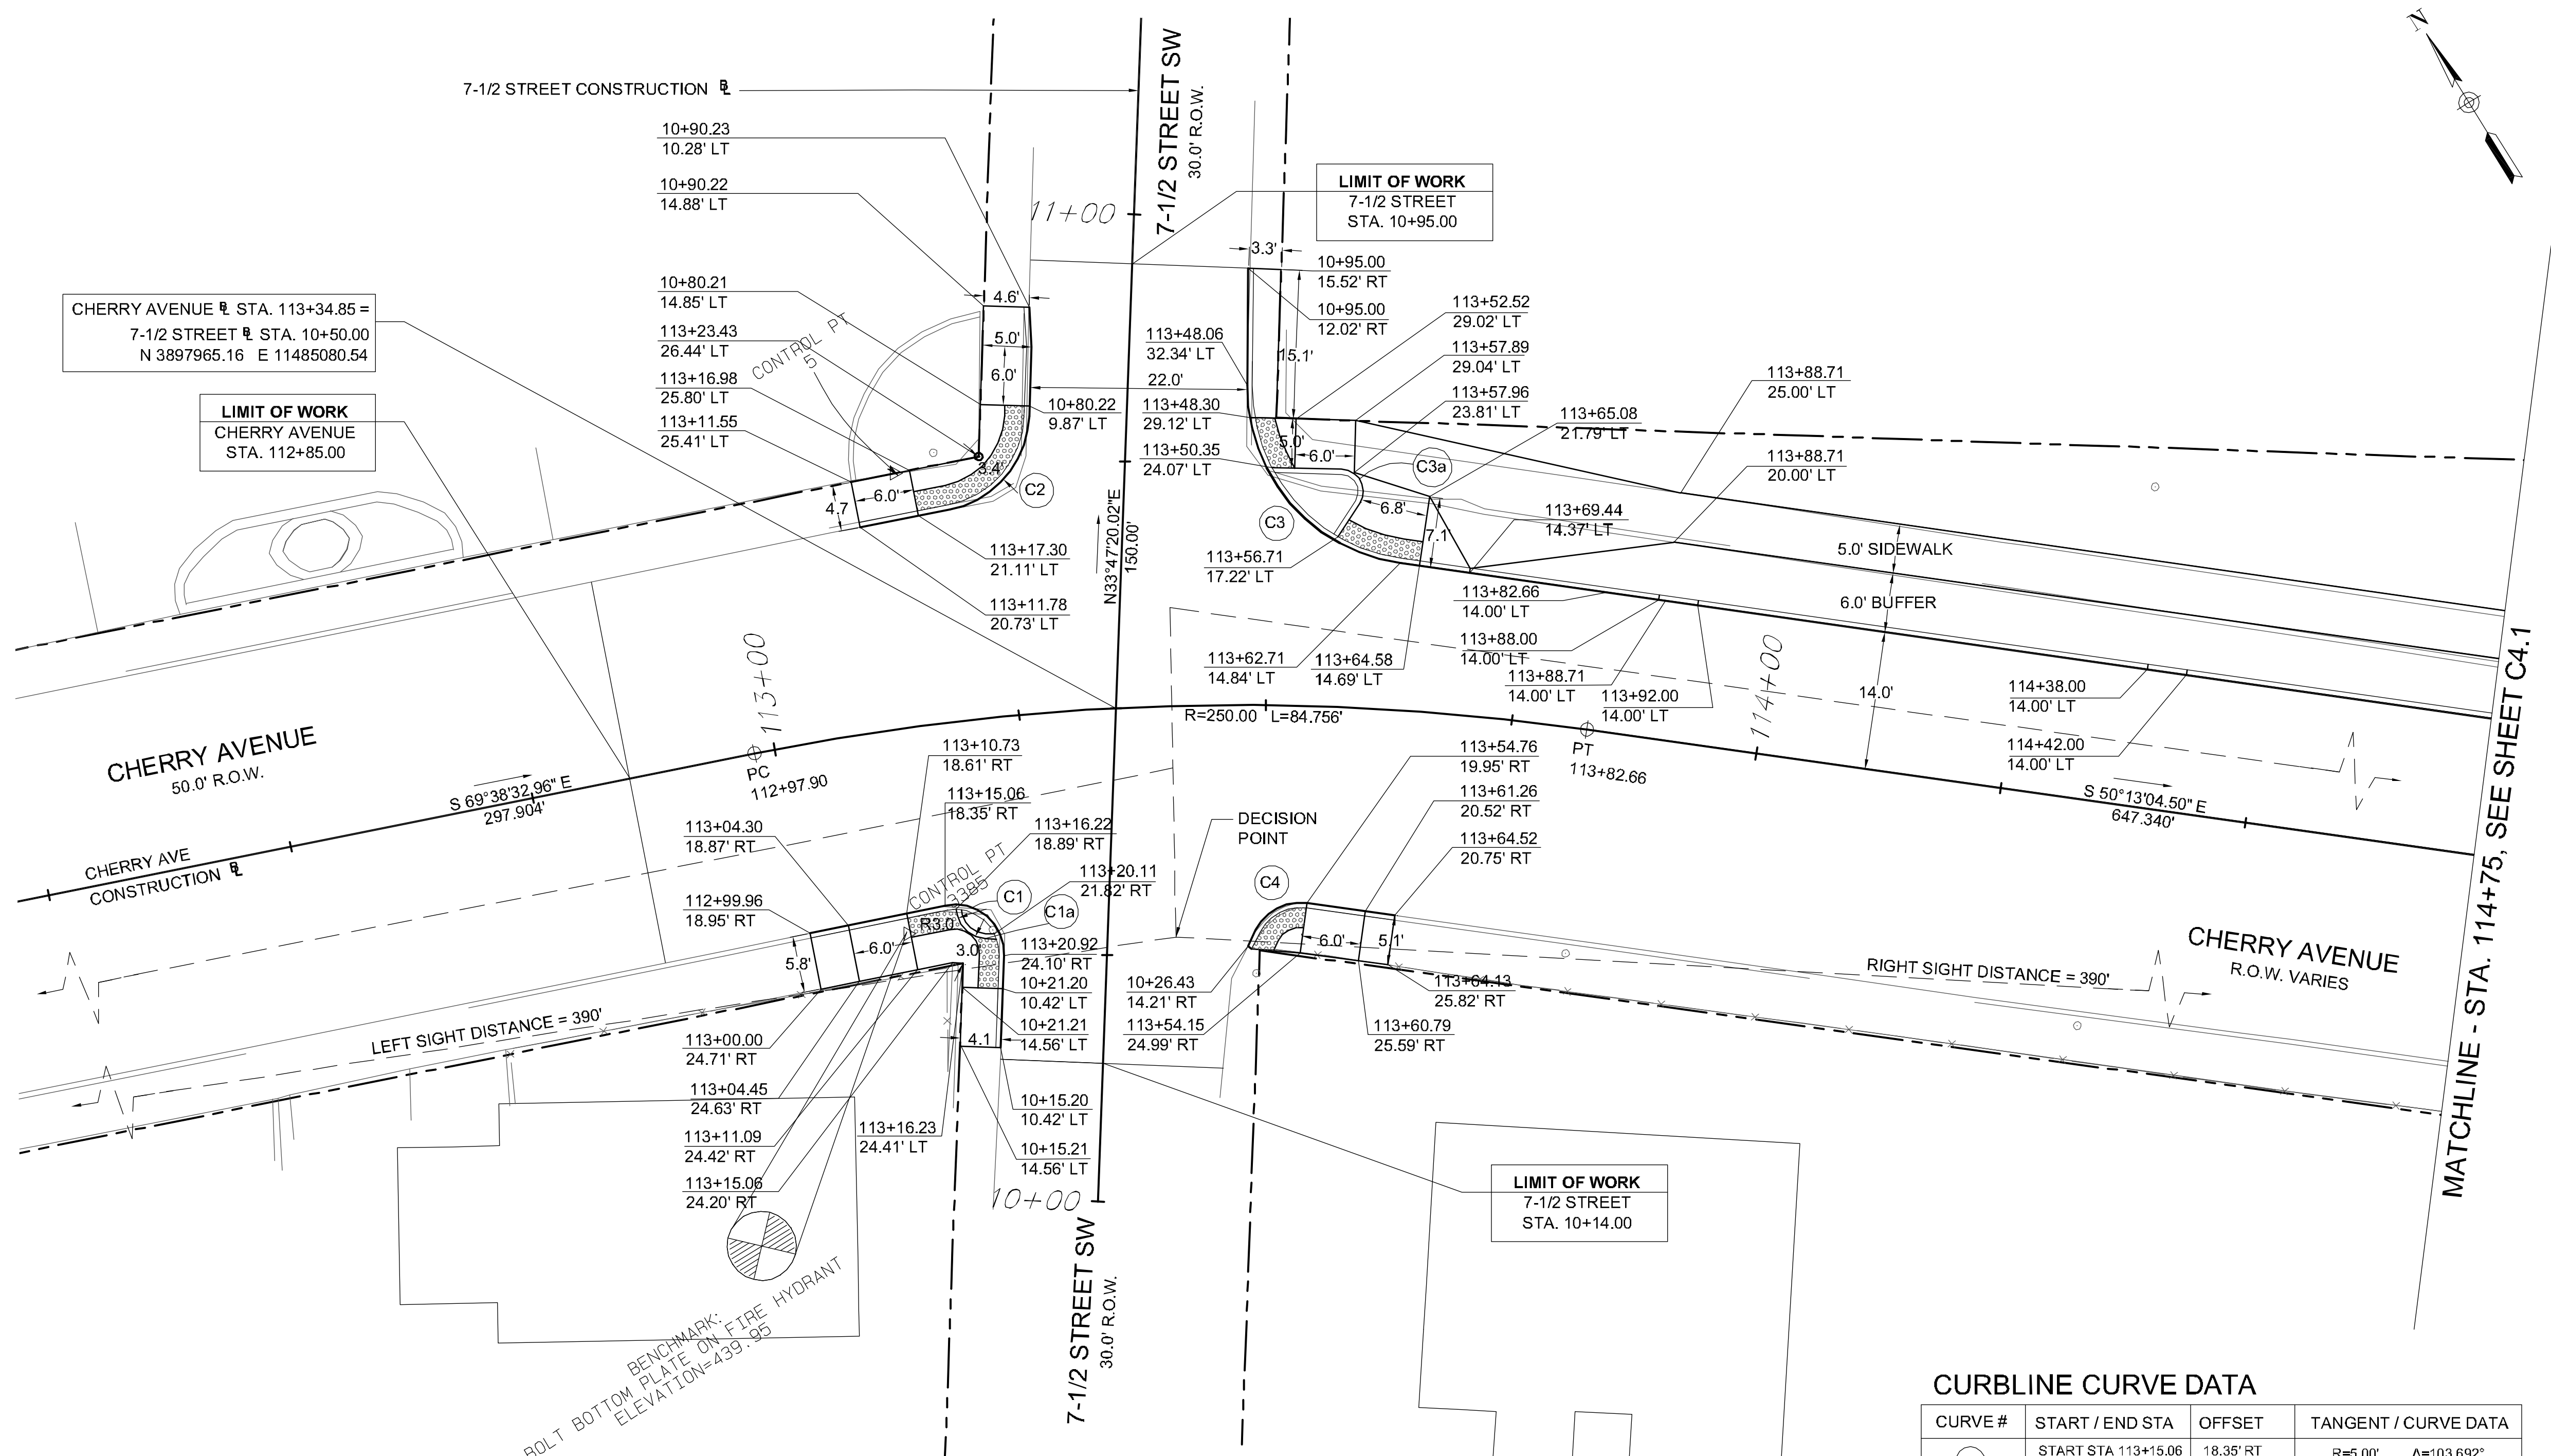 N
7-1/2 STREET CONSTRUCTION ⅊
7-1/2 STREET SW
30.0' R.O.W.
10+90.23
10.28' LT
10+90.22
14.88' LT
11+00
LIMIT OF WORK
7-1/2 STREET
STA. 10+95.00
3.3'
10+95.00
15.52' RT
10+95.00
12.02' RT
CHERRY AVENUE ⅊ STA. 113+34.85 =
7-1/2 STREET ⅊ STA. 10+50.00
N 3897965.16 E 11485080.54
10+80.21
14.85' LT
4.6'
5.0'
6.0'
113+23.43
26.44' LT
CONTROL PT
5
113+16.98
25.80' LT
113+11.55
25.41' LT
LIMIT OF WORK
CHERRY AVENUE
STA. 112+85.00
113+48.06
32.34' LT
15.1'
22.0'
113+52.52
29.02' LT
113+57.89
29.04' LT
113+57.96
23.81' LT
113+88.71
25.00' LT
10+80.22
9.87' LT
113+48.30
29.12' LT
113+65.08
21.79' LT
113+50.35
24.07' LT
5.0'
6.0'
C3a
113+88.71
20.00' LT
3.4'
6.0'
4.7
C2
C3
6.8'
7.1
113+69.44
14.37' LT
113+17.30
21.11' LT
113+56.71
17.22' LT
5.0' SIDEWALK
6.0' BUFFER
113+11.78
20.73' LT
N33°47'20.02"E
150.00'
113+82.66
14.00' LT
113+88.00
14.00' LT
113+62.71
14.84' LT
113+64.58
14.69' LT
113+88.71
14.00' LT
113+92.00
14.00' LT
14.0'
114+38.00
14.00' LT
114+42.00
14.00' LT
113+00
114+00
R=250.00 L=84.756'
PC
112+97.90
PT
113+82.66
CHERRY AVENUE
50.0' R.O.W.
S 69°38'32.96" E
297.904'
S 50°13'04.50" E
647.340'
CHERRY AVE
CONSTRUCTION ⅊
113+10.73
18.61' RT
113+15.06
18.35' RT
113+16.22
18.89' RT
113+04.30
18.87' RT
CONTROL PT
3385
113+20.11
21.82' RT
C1
C1a
112+99.96
18.95' RT
DECISION
POINT
113+54.76
19.95' RT
113+61.26
20.52' RT
113+64.52
20.75' RT
C4
R3.0'
6.0'
3.0'
5.8'
113+20.92
24.10' RT
6.0'
5.1'
10+21.20
10.42' LT
10+26.43
14.21' RT
113+64.13
25.82' RT
10+21.21
14.56' LT
113+54.15
24.99' RT
113+60.79
25.59' RT
RIGHT SIGHT DISTANCE = 390'
CHERRY AVENUE
R.O.W. VARIES
MATCHLINE - STA. 114+75, SEE SHEET C4.1
LEFT SIGHT DISTANCE = 390'
113+00.00
24.71' RT
4.1
113+04.45
24.63' RT
113+11.09
24.42' RT
113+16.23
24.41' LT
10+15.20
10.42' LT
10+15.21
14.56' LT
113+15.06
24.20' RT
10+00
LIMIT OF WORK
7-1/2 STREET
STA. 10+14.00
7-1/2 STREET SW
30.0' R.O.W.
BENCHMARK:
BOLT BOTTOM PLATE ON FIRE HYDRANT
ELEVATION=439.95
CURBLINE CURVE DATA
CURVE # START / END STA OFFSET TANGENT / CURVE DATA
START STA 113+15.06 18.35' RT R=5.00' Δ=103.692°